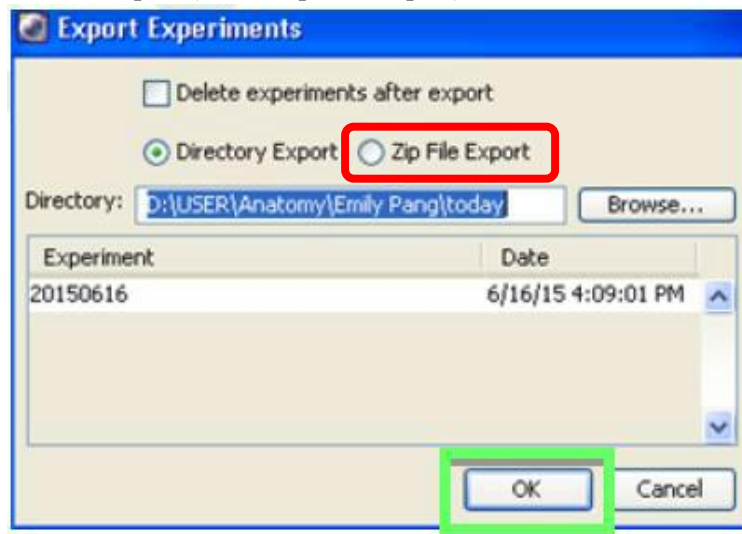 Export Experiments
Delete experiments after export
Directory Export Zip File Export
Directory: D:\USER\Anatomy\Emily Pang\today Browse...
Experiment Date
20150616 6/16/15 4:09:01 PM
OK Cancel